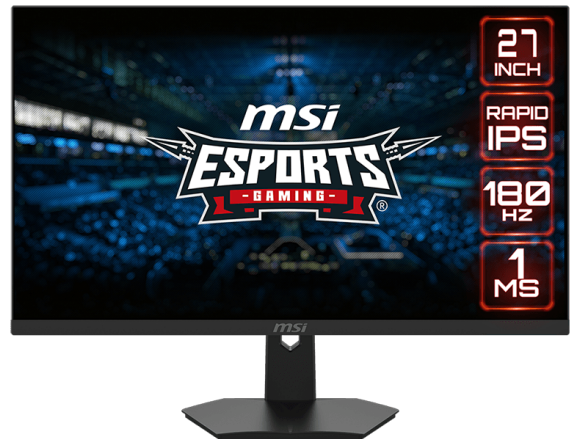 msi
ESPORTS
- GAMING -
®
27
INCH
RAPID
IPS
180
HZ
1
MS
msi